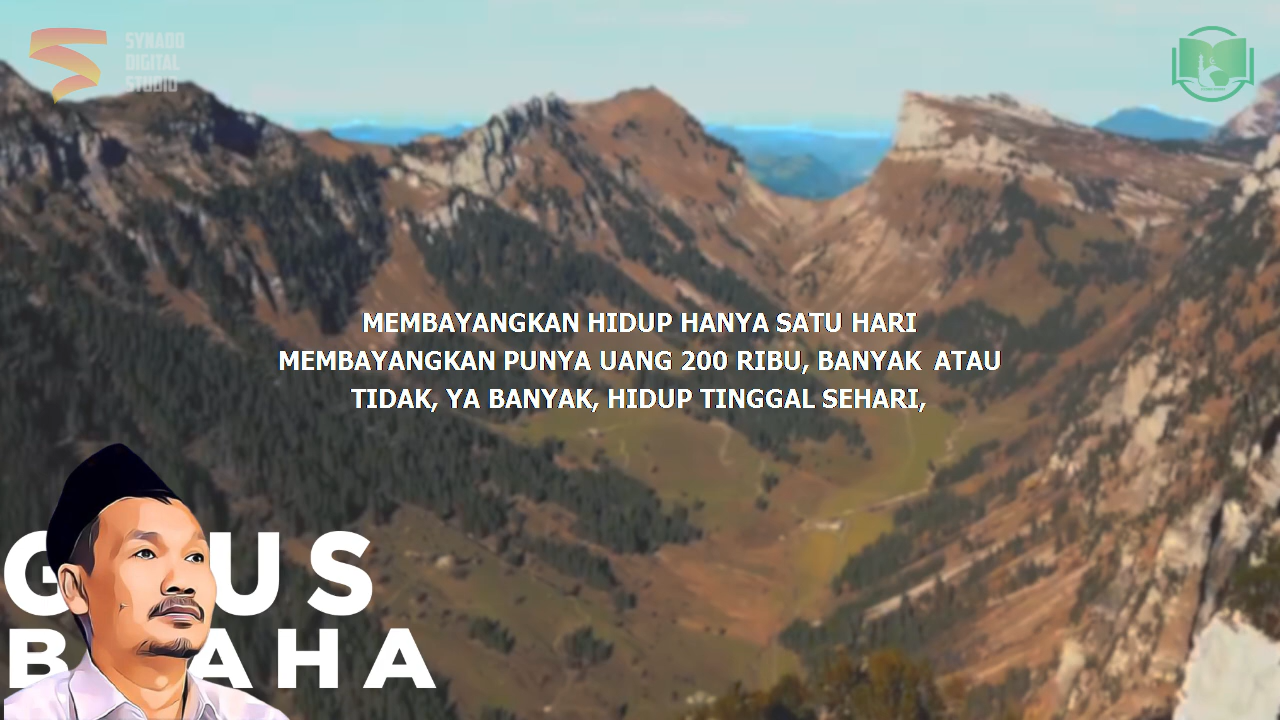 SYNADO
DIGITAL
STUDIO
MEMBAYANGKAN HIDUP HANYA SATU HARI
MEMBAYANGKAN PUNYA UANG 200 RIBU, BANYAK ATAU
TIDAK, YA BANYAK, HIDUP TINGGAL SEHARI,
GUS
BAHA